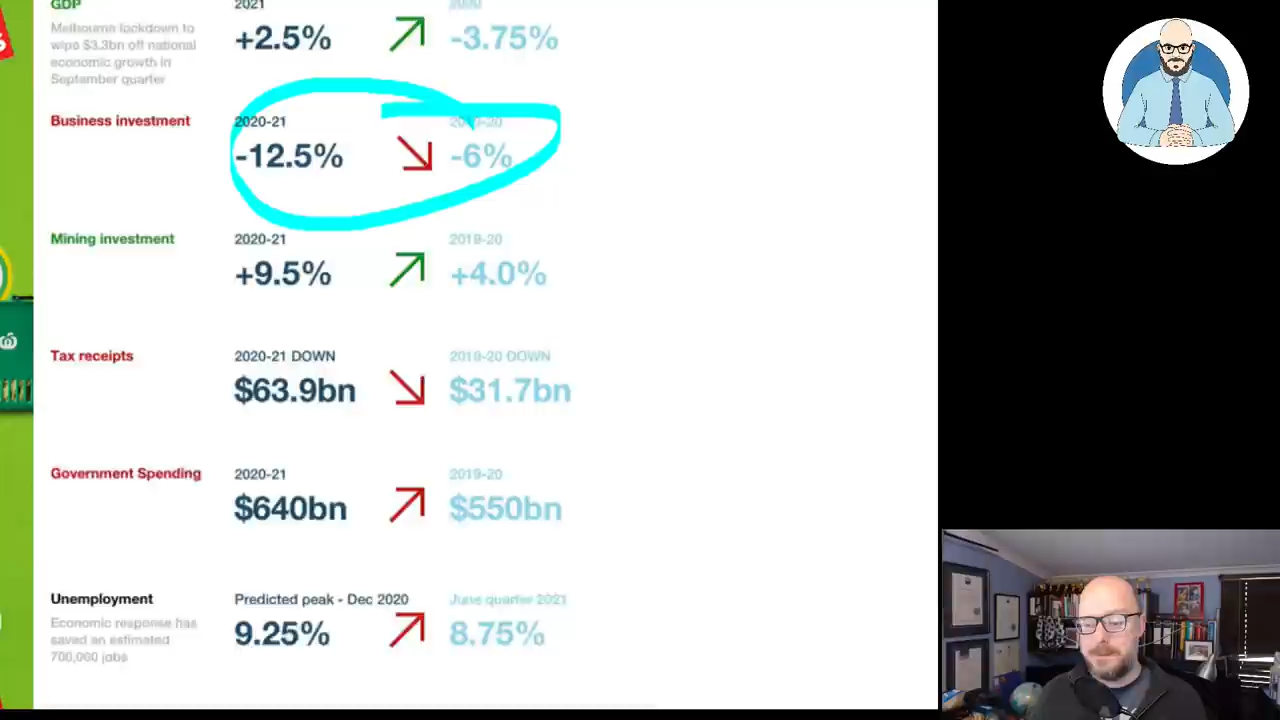 GDP
2021
2020
Melbourne lockdown to
wipe $3.3bn off national
economic growth in
September quarter
+2.5%
-3.75%
Business investment
2020-21
2019-20
-12.5%
-6%
Mining investment
2020-21
2019-20
+9.5%
+4.0%
Tax receipts
2020-21 DOWN
2019-20 DOWN
$63.9bn
$31.7bn
Government Spending
2020-21
2019-20
$640bn
$550bn
Unemployment
Predicted peak - Dec 2020
June quarter 2021
Economic response has
saved an estimated
700,000 jobs
9.25%
8.75%